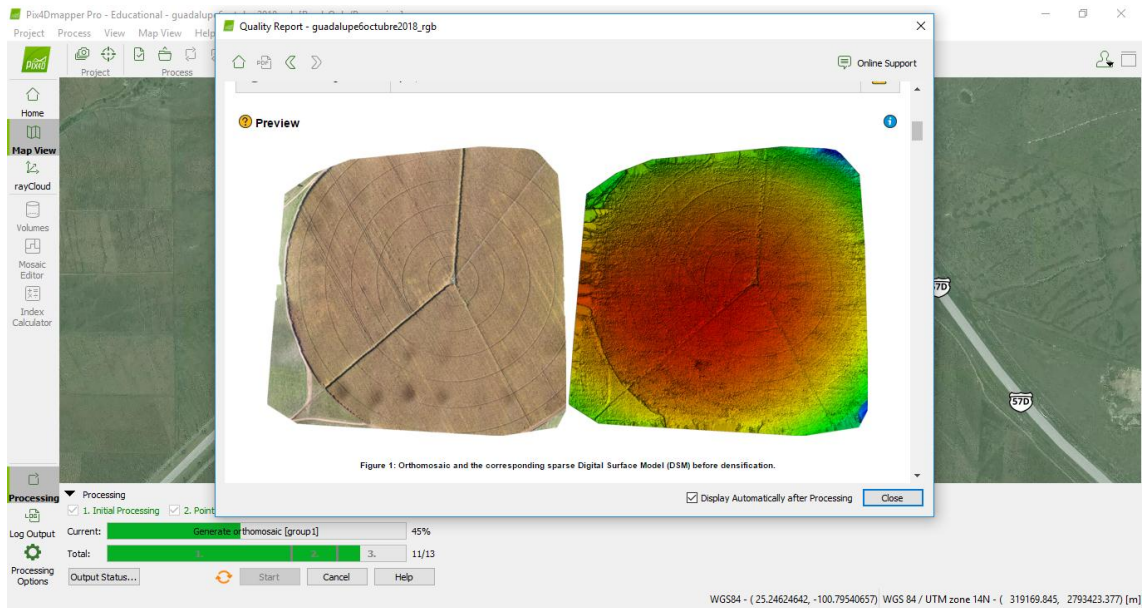 Pix4Dmapper Pro - Educational -
Quality Report - guadalupe6octubre2018_rgb
Project Process View Map View Help
Online Support
Project Process
Home
Map View
rayCloud
Volumes
Mosaic
Editor
Index
Calculator
Preview
57D
Figure 1: Orthomosaic and the corresponding sparse Digital Surface Model (DSM) before densification.
Display Automatically after Processing Close
Processing
Processing
1. Initial Processing 2. Point
Log Output
Current: Generate orthomosaic [group1] 45%
Total: 1. 2. 3. 11/13
Processing
Options
Output Status... Start Cancel Help
WGS84 - ( 25.24624642, -100.79540657) WGS 84 / UTM zone 14N - ( 319169.845, 2793423.377) [m]